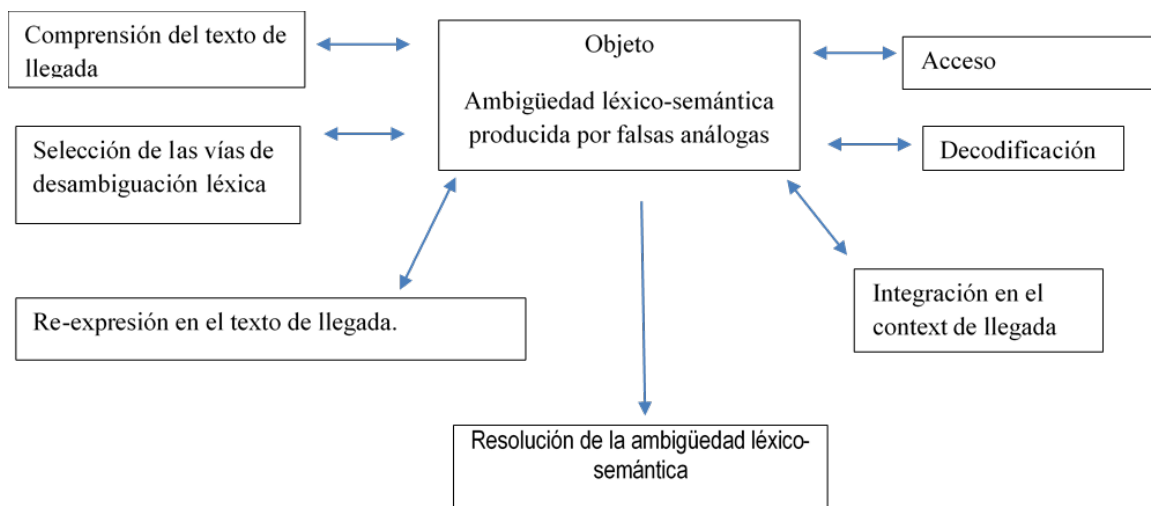 Comprensión del texto de
llegada
Objeto
Ambigüedad léxico-semántica
producida por falsas análogas
Acceso
Selección de las vías de
desambiguación léxica
Decodificación
Re-expresión en el texto de llegada.
Integración en el
context de llegada
Resolución de la ambigüedad léxico-
semántica